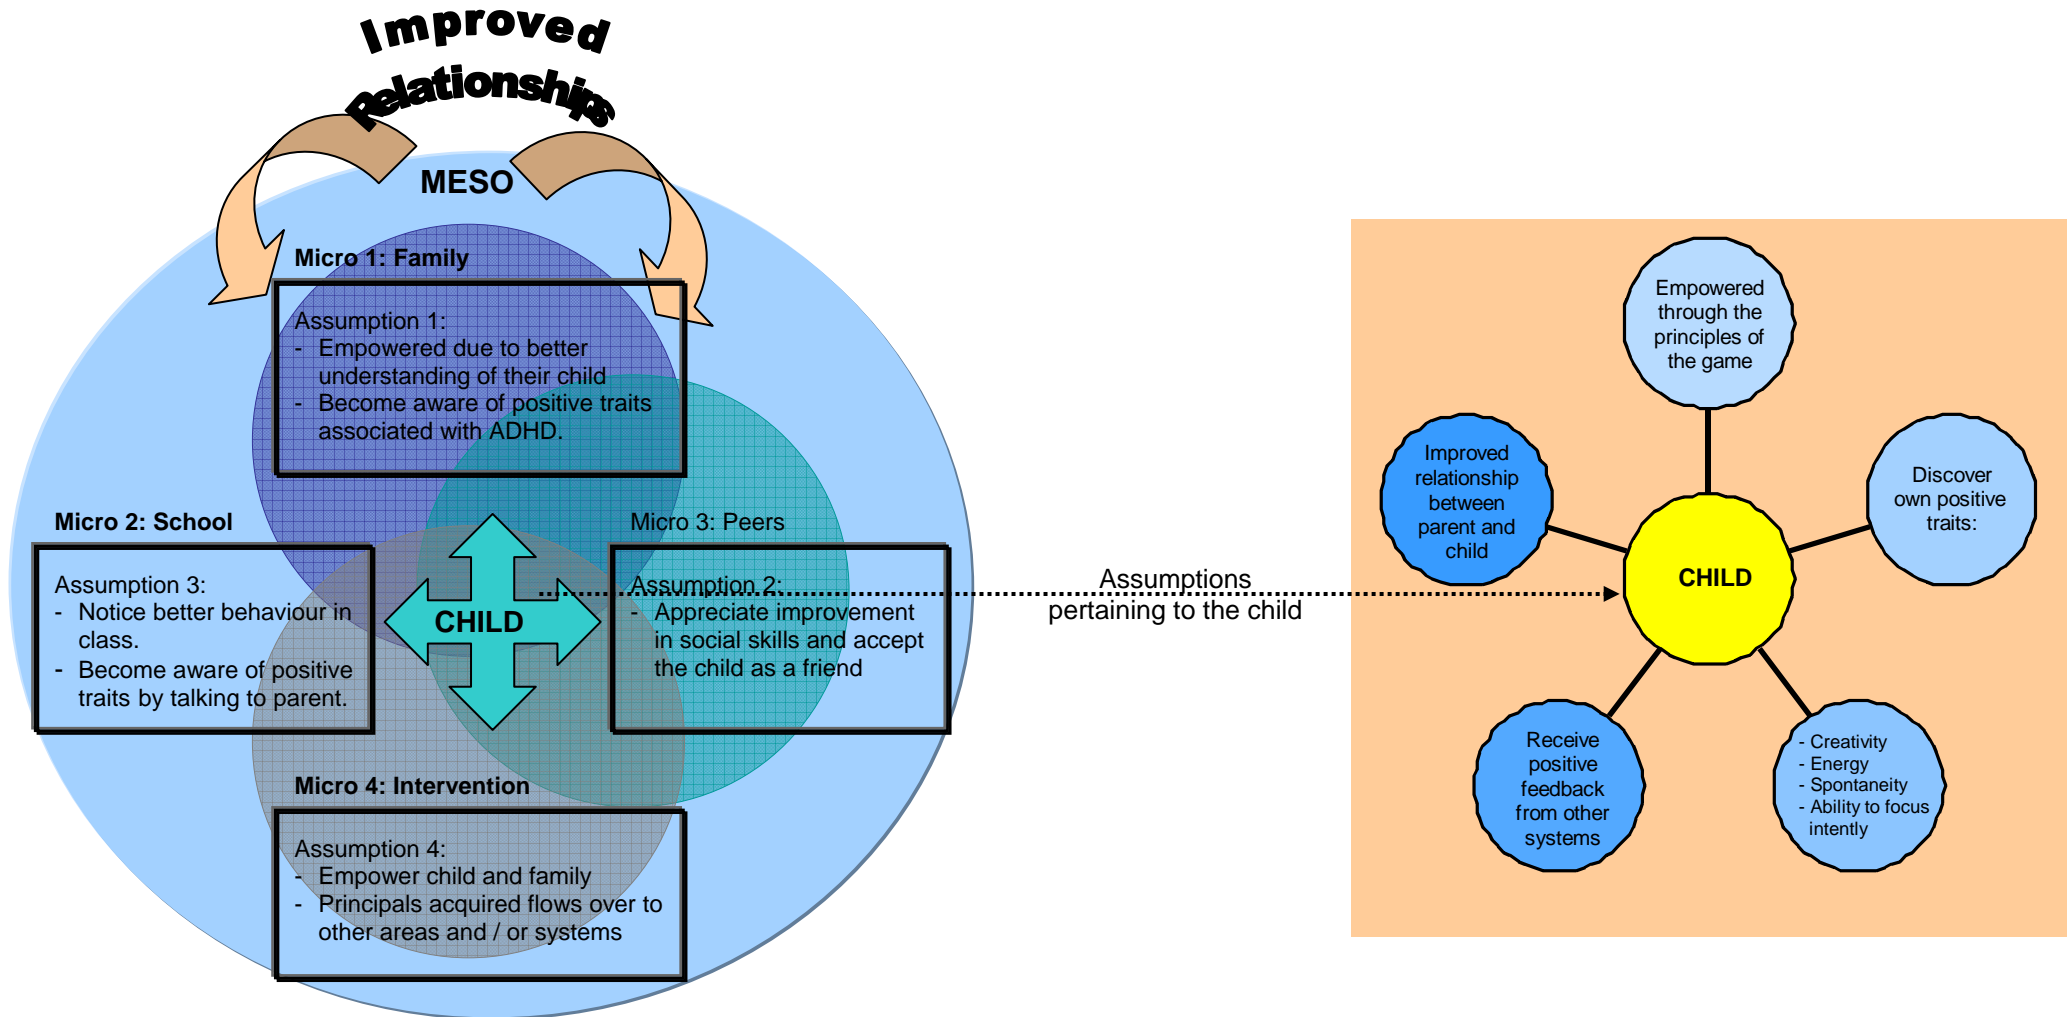 Improved
Relationships
MESO
Micro 1: Family
Assumption 1:
- Empowered due to better
understanding of their child
- Become aware of positive traits
associated with ADHD.
Micro 2: School
Assumption 3:
- Notice better behaviour in
class.
- Become aware of positive
traits by talking to parent.
CHILD
Micro 3: Peers
Assumption 2:
- Appreciate improvement
in social skills and accept
the child as a friend
Micro 4: Intervention
Assumption 4:
- Empower child and family
- Principals acquired flows over to
other areas and / or systems
Assumptions
pertaining to the child
Empowered
through the
principles of
the game
Improved
relationship
between
parent and
child
Discover
own positive
traits:
CHILD
Receive
positive
feedback
from other
systems
- Creativity
- Energy
- Spontaneity
- Ability to focus
intently